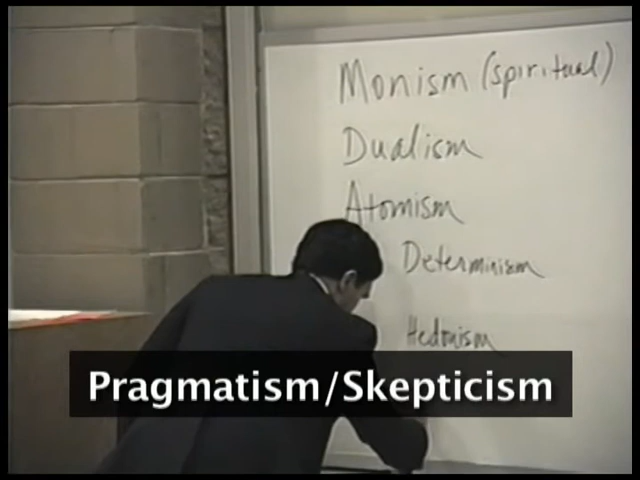 Monism (spiritual)
Dualism
Atomism
Determinism
Hedonism
Pragmatism/Skepticism